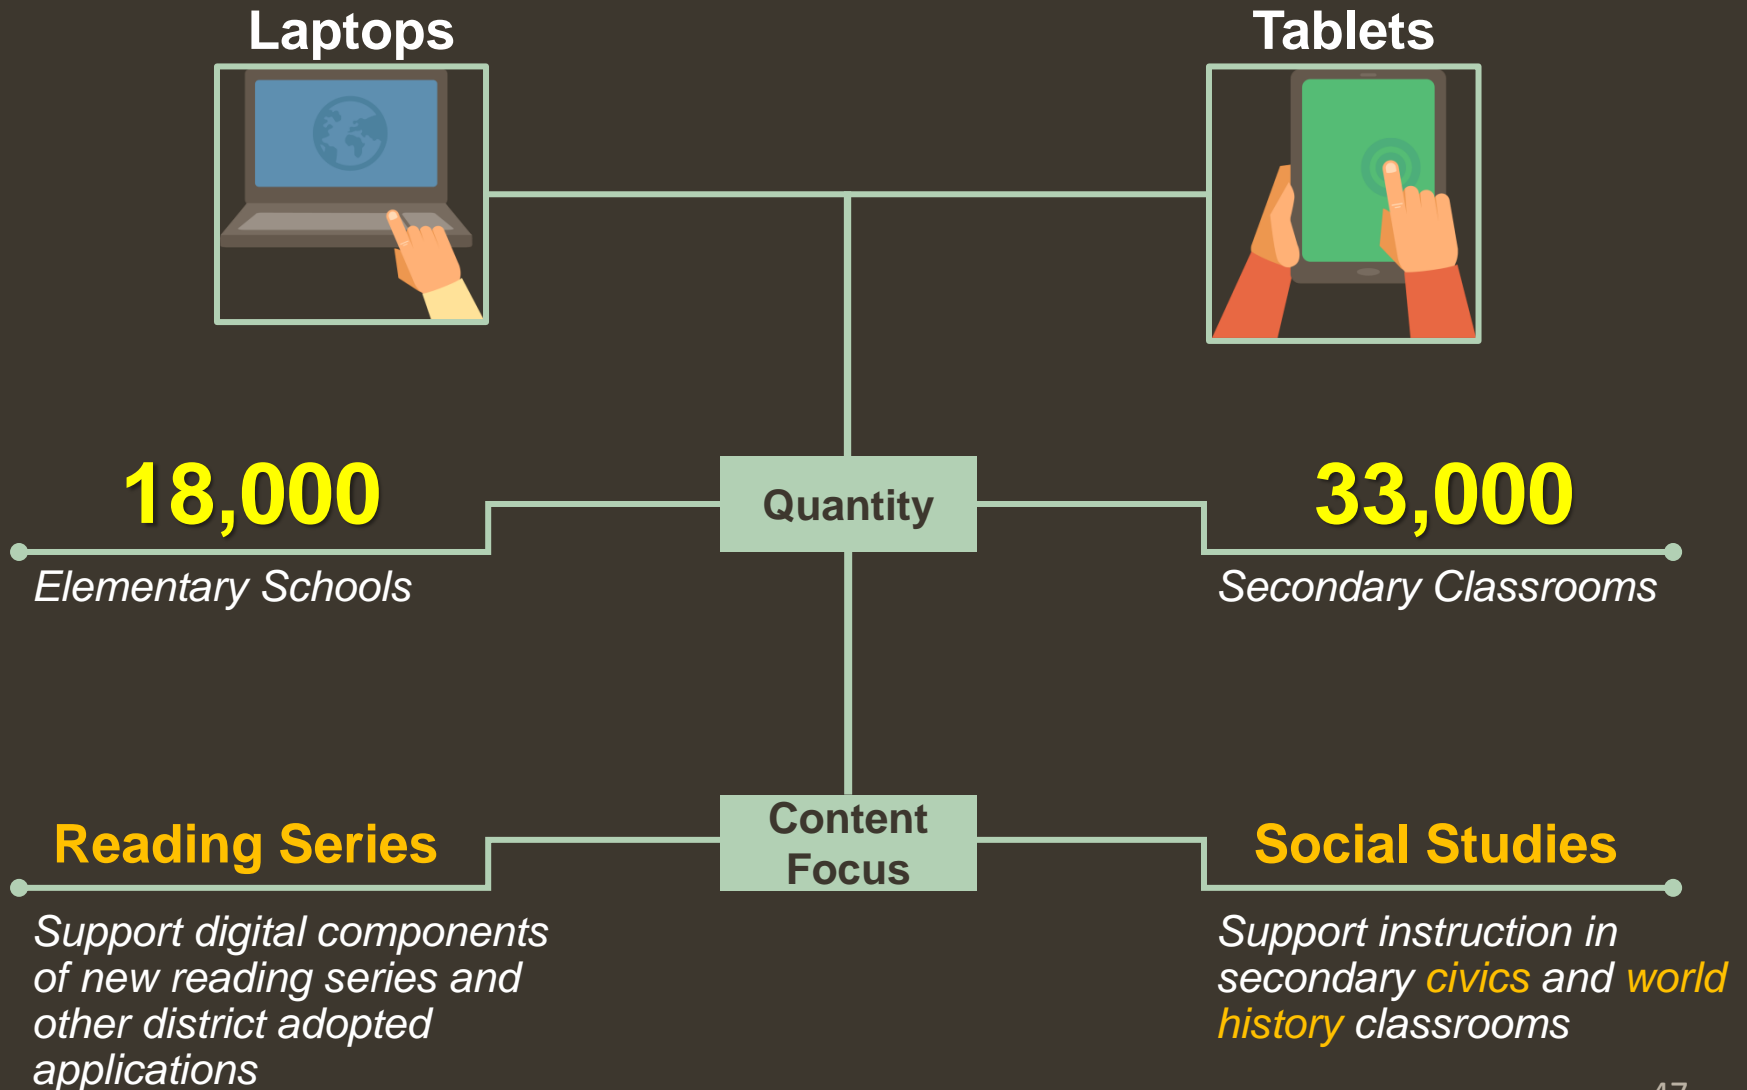 Laptops
Tablets
18,000
Quantity
33,000
Elementary Schools
Secondary Classrooms
Reading Series
Content
Focus
Social Studies
Support digital components
of new reading series and
other district adopted
applications
Support instruction in
secondary civics and world
history classrooms
47